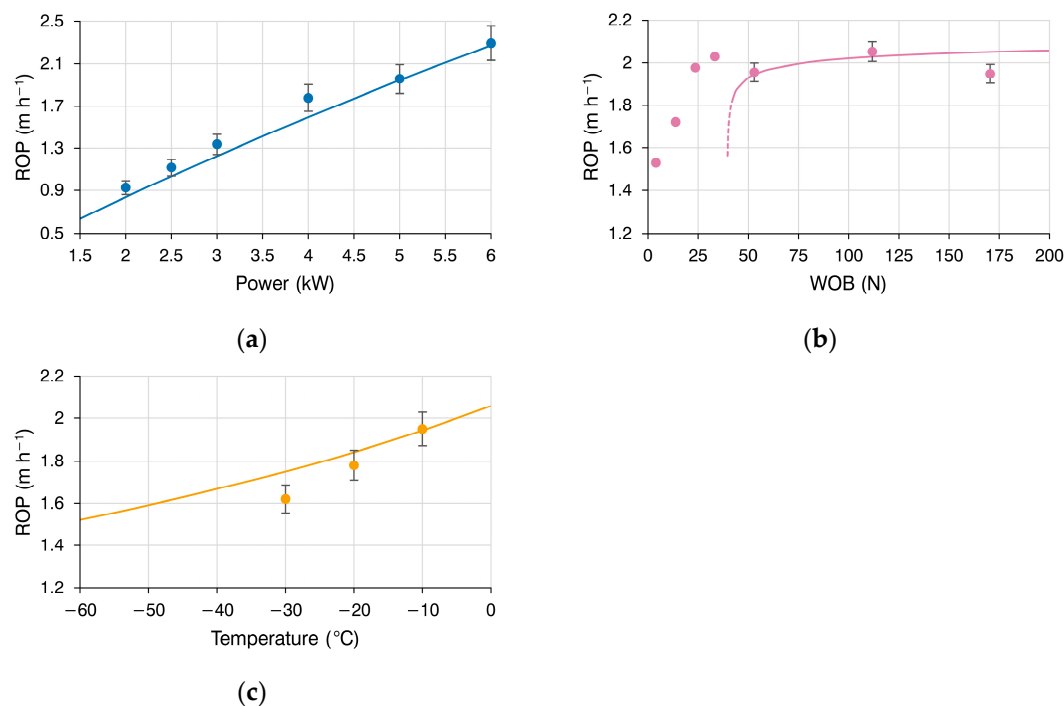 2.5
2.1
1.7
1.3
0.9
0.5
ROP (m h−1)
1.5 2 2.5 3 3.5 4 4.5 5 5.5 6
Power (kW)
(a)
2.2
2
1.8
1.6
1.4
1.2
ROP (m h−1)
0 25 50 75 100 125 150 175 200
WOB (N)
(b)
2.2
2
1.8
1.6
1.4
1.2
ROP (m h−1)
−60 −50 −40 −30 −20 −10 0
Temperature (°C)
(c)